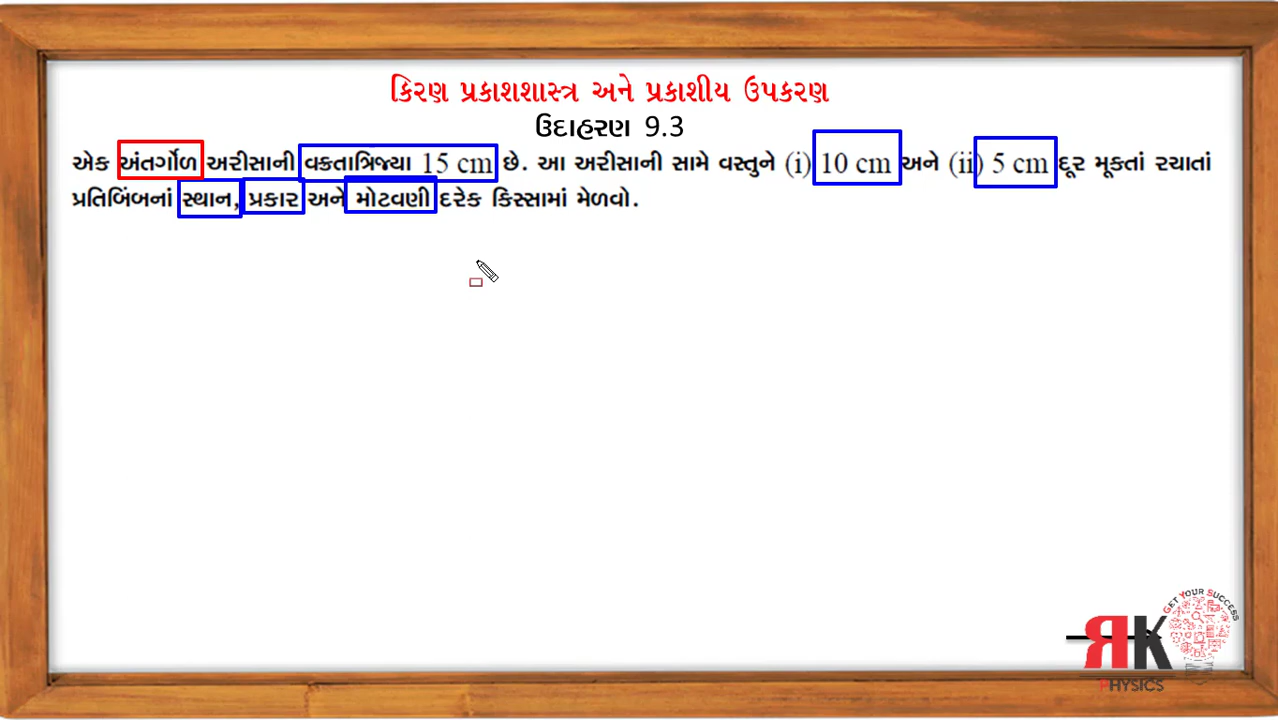 કિરણ પ્રકાશશાસ્ત્ર અને પ્રકાશીય ઉપકરણ
ઉદાહરણ 9.3
એક અંતર્ગોળ અરીસાની વક્રતાત્રિજ્યા 15 cm છે. આ અરીસાની સામે વસ્તુને (i) 10 cm અને (ii) 5 cm દૂર મૂકતાં રચાતાં
પ્રતિબિંબનાં સ્થાન, પ્રકાર અને મોટવણી દરેક કિસ્સામાં મેળવો.
GET YOUR SUCCESS
RK
PHYSICS